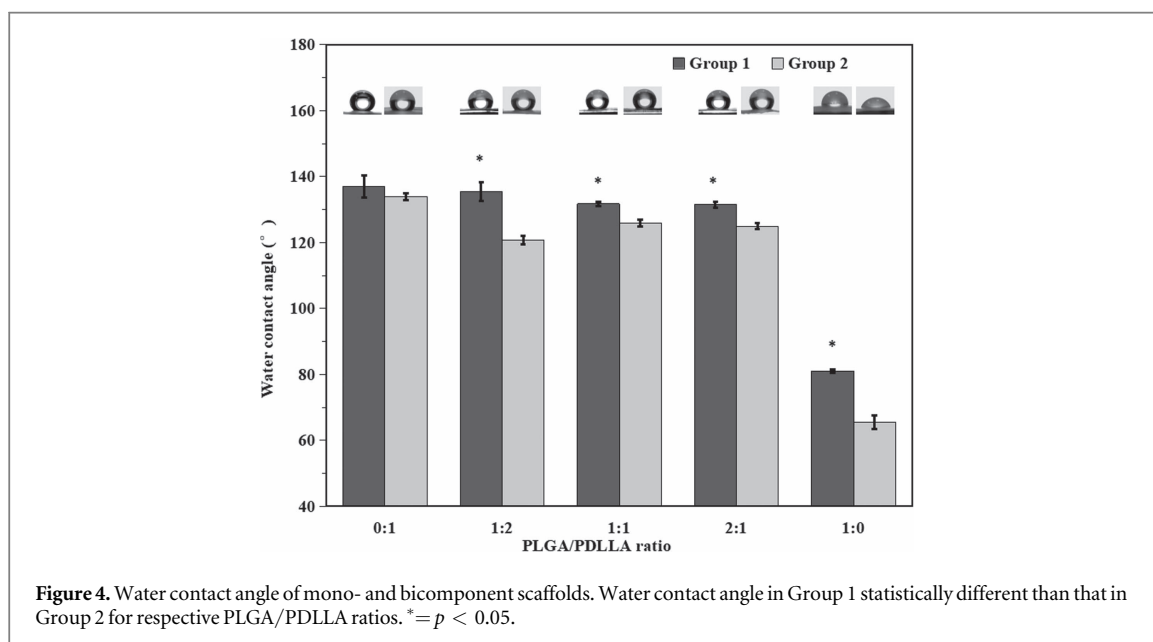 180
Group 1 Group 2
160
* * *
140
120
100
*
80
60
40
Water contact angle (°)
0:1 1:2 1:1 2:1 1:0
PLGA/PDLLA ratio
Figure 4. Water contact angle of mono- and bicomponent scaffolds. Water contact angle in Group 1 statistically different than that in
Group 2 for respective PLGA/PDLLA ratios. *= p < 0.05.